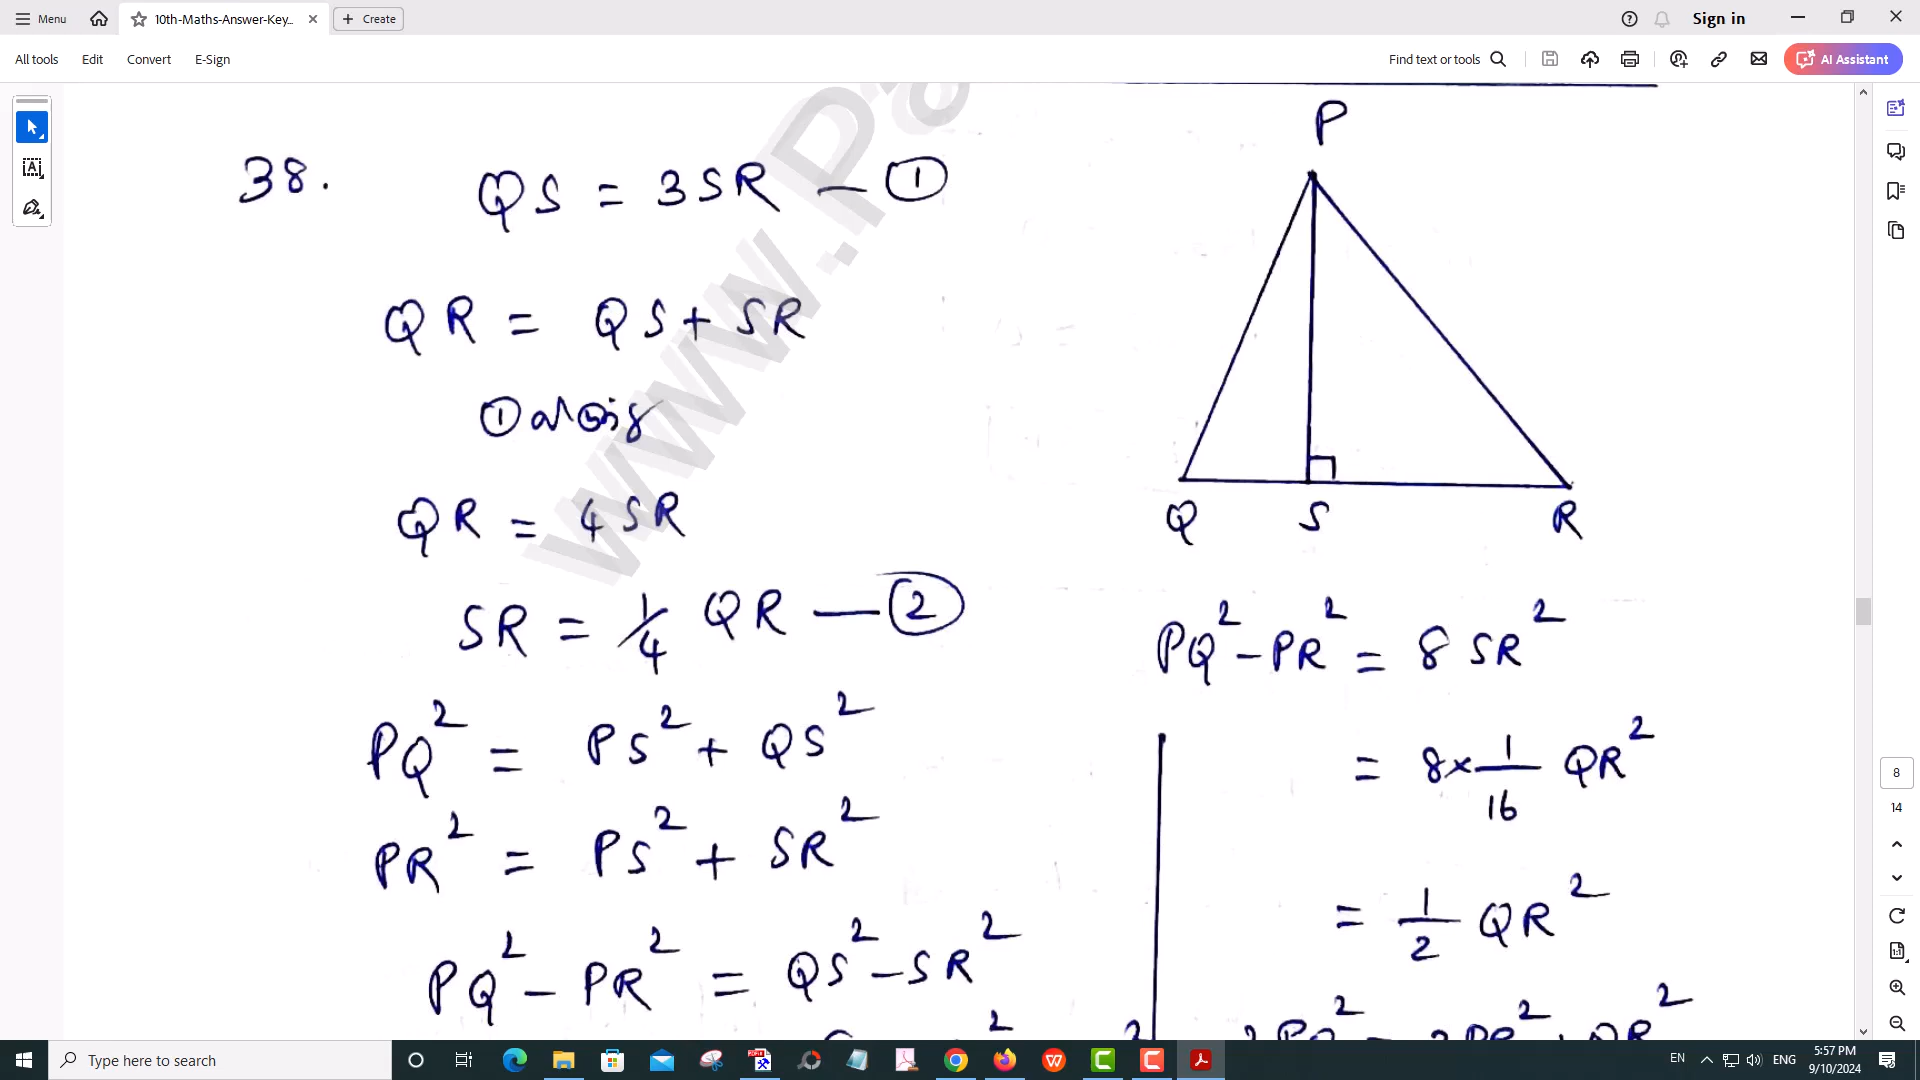 Menu
10th-Maths-Answer-Key...
Create
Sign in
All tools
Edit
Convert
E-Sign
Find text or tools
AI Assistant
www.Pa
38. QS = 3SR — ①
QR = QS + SR
①
QR = 4SR
SR = 1/4 QR — ②
PQ² = PS² + QS²
PR² = PS² + SR²
PQ² - PR² = QS² - SR²
P
Q S R
PQ² - PR² = 8 SR²
= 8 × 1/16 QR²
= 1/2 QR²
8
14
Type here to search
EN
ENG
5:57 PM
9/10/2024